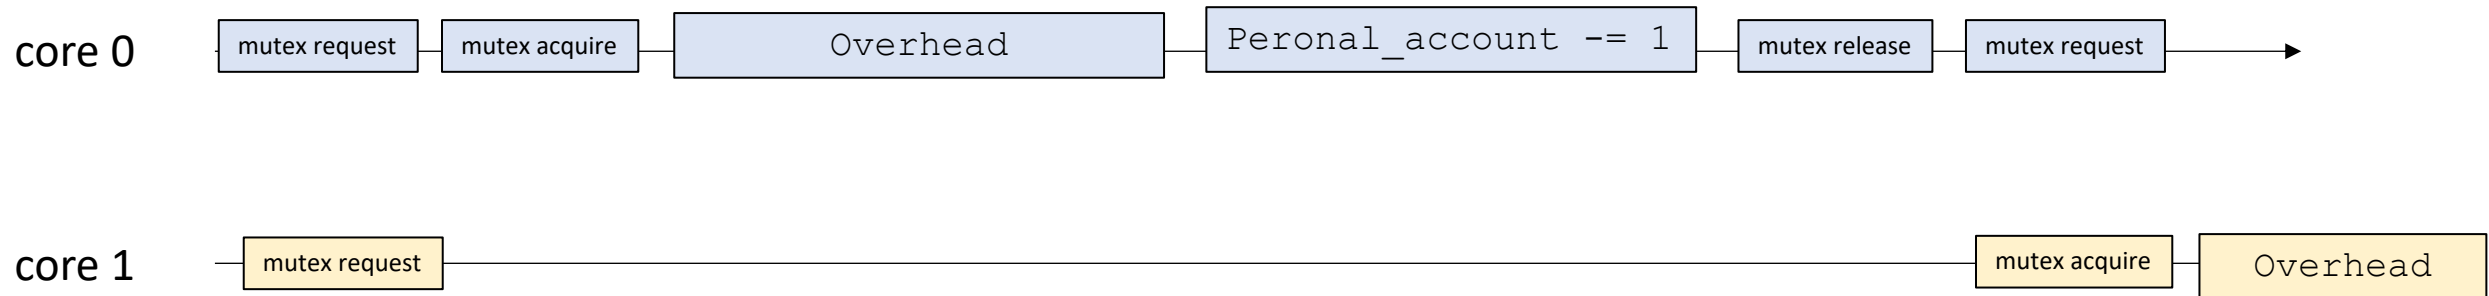 core 0
mutex request
mutex acquire
Overhead
Peronal_account -= 1
mutex release
mutex request
core 1
mutex request
mutex acquire
Overhead